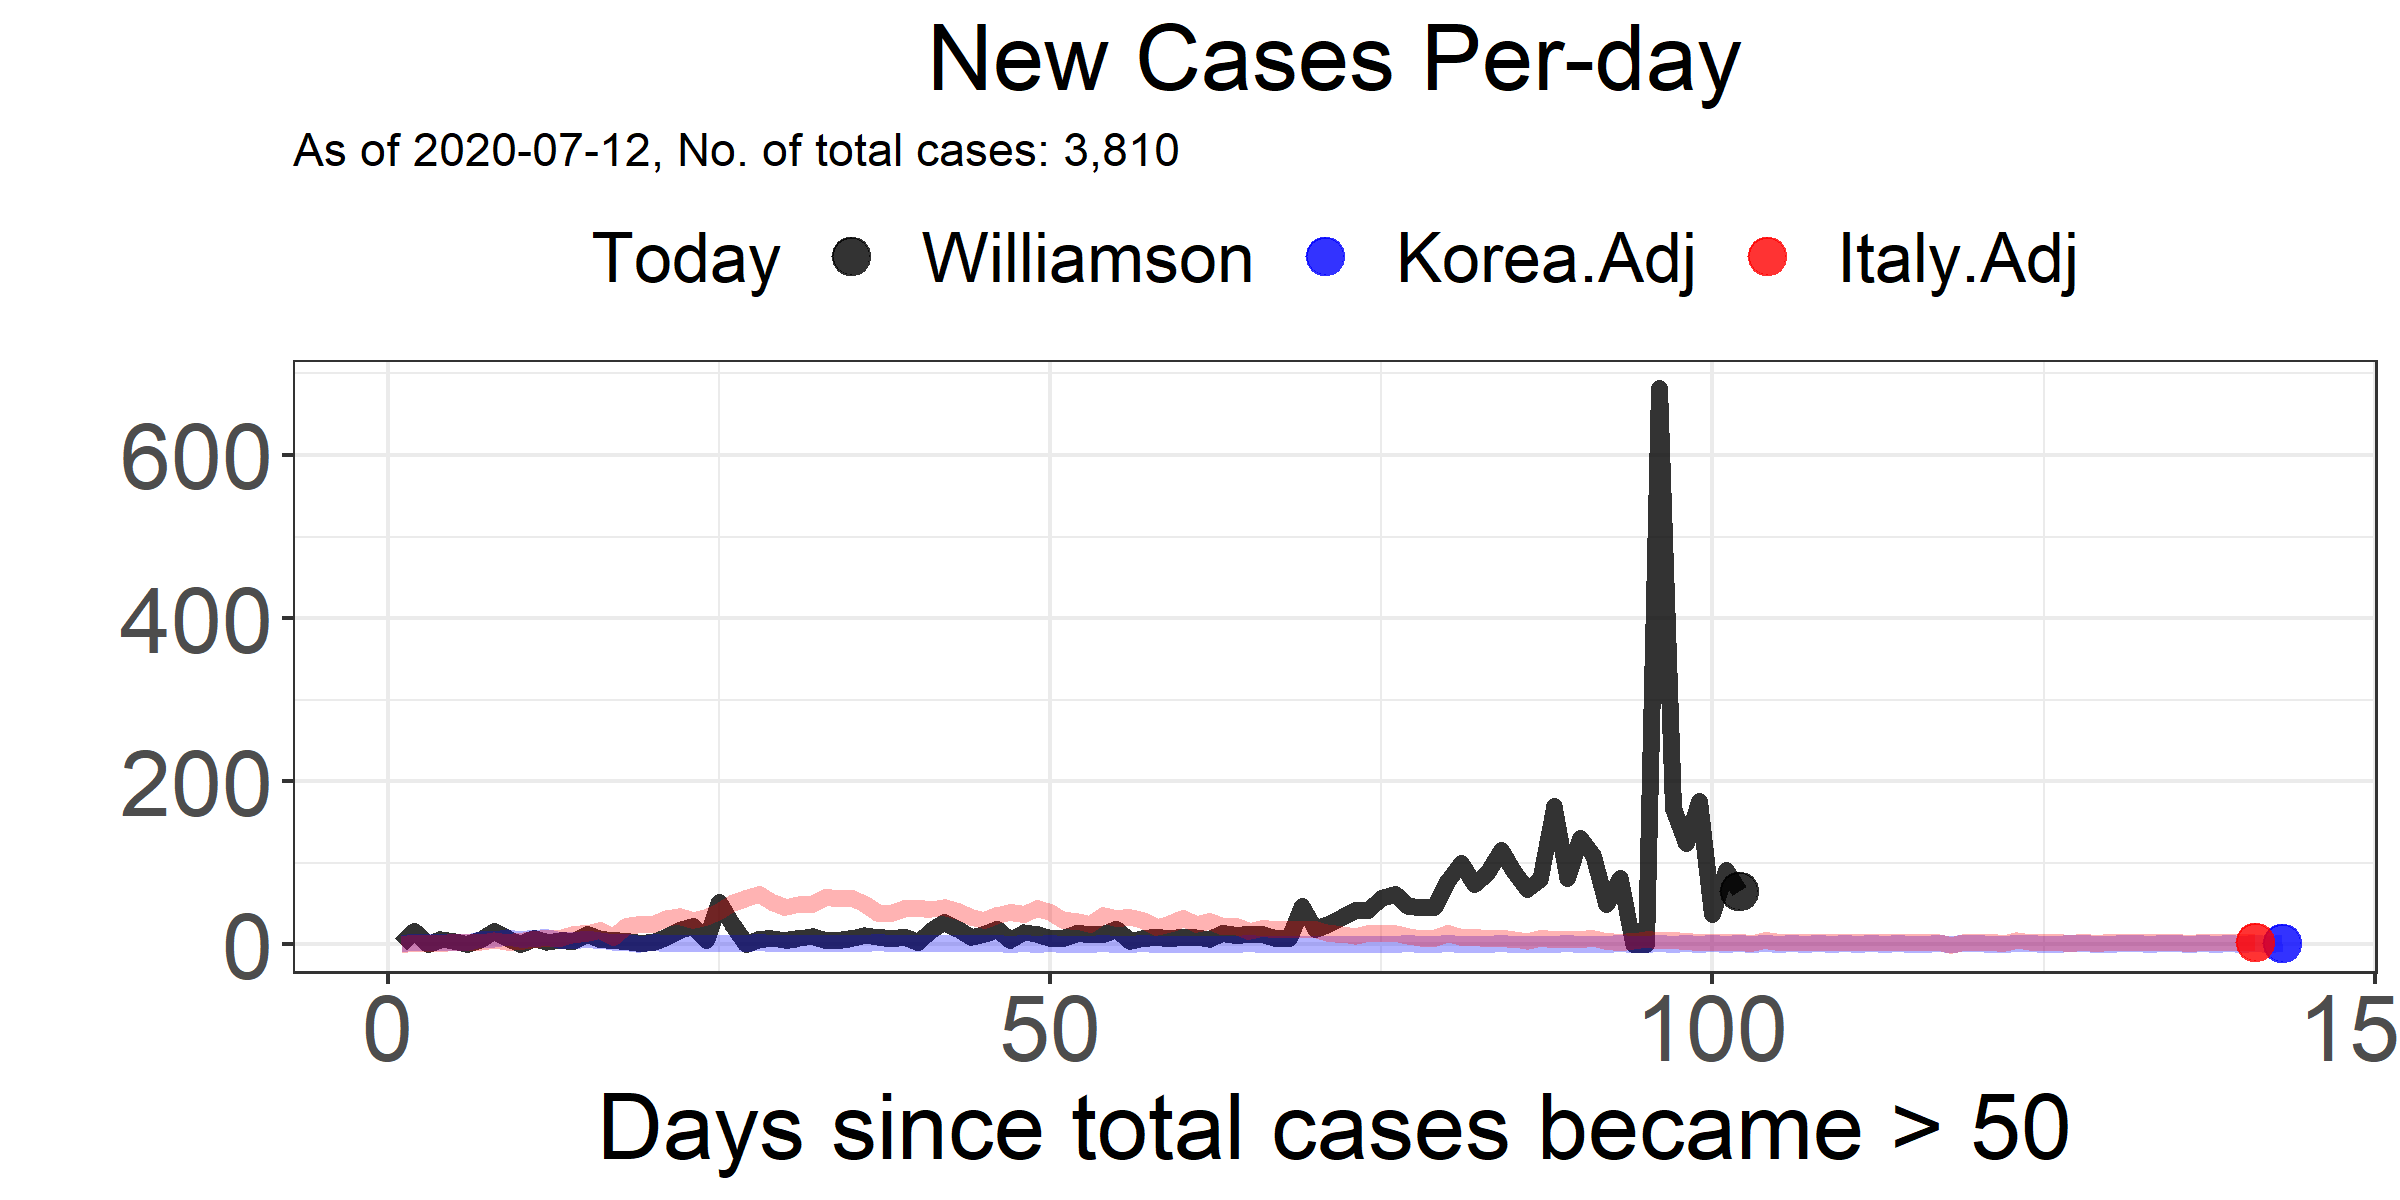 New Cases Per-day
As of 2020-07-12, No. of total cases: 3,810
Today Williamson Korea.Adj Italy.Adj
600
400
200
0
0 50 100 15
Days since total cases became > 50